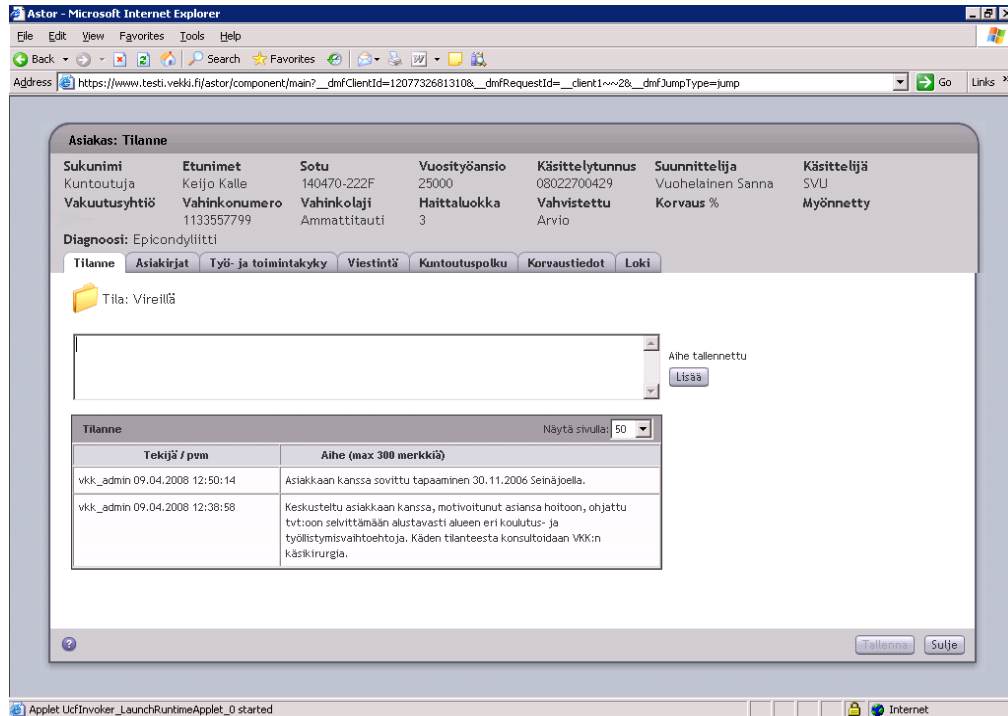 Astor - Microsoft Internet Explorer
File Edit View Favorites Tools Help
Back Search Favorites
Address https://www.testi.vekki.fi/astor/component/main?__dmfClientId=1207732681310&__dmfRequestId=__client1~~2&__dmfJumpType=jump Go Links »
Asiakas: Tilanne
Sukunimi Etunimet Sotu Vuosityöansio Käsittelytunnus Suunnittelija Käsittelijä
Kuntoutuja Keijo Kalle 140470-222F 25000 08022700429 Vuohelainen Sanna SVU
Vakuutusyhtiö Vahinkonumero Vahinkolaji Haittaluokka Vahvistettu Korvaus % Myönnetty
1133557799 Ammattitauti 3 Arvio
Diagnoosi: Epicondyliitti
Tilanne Asiakirjat Työ- ja toimintakyky Viestintä Kuntoutuspolku Korvaustiedot Loki
Tila: Vireillä
Aihe tallennettu
Lisää
Tilanne Näytä sivulla: 50
Tekijä / pvm Aihe (max 300 merkkiä)
vkk_admin 09.04.2008 12:50:14 Asiakkaan kanssa sovittu tapaaminen 30.11.2006 Seinäjoella.
vkk_admin 09.04.2008 12:38:58 Keskusteltu asiakkaan kanssa, motivoitunut asiansa hoitoon, ohjattu
tvt:oon selvittämään alustavasti alueen eri koulutus- ja
työllistymisvaihtoehtoja. Käden tilanteesta konsultoidaan VKK:n
käsikirurgia.
? Tallenna Sulje
Applet UcfInvoker_LaunchRuntimeApplet_0 started Internet